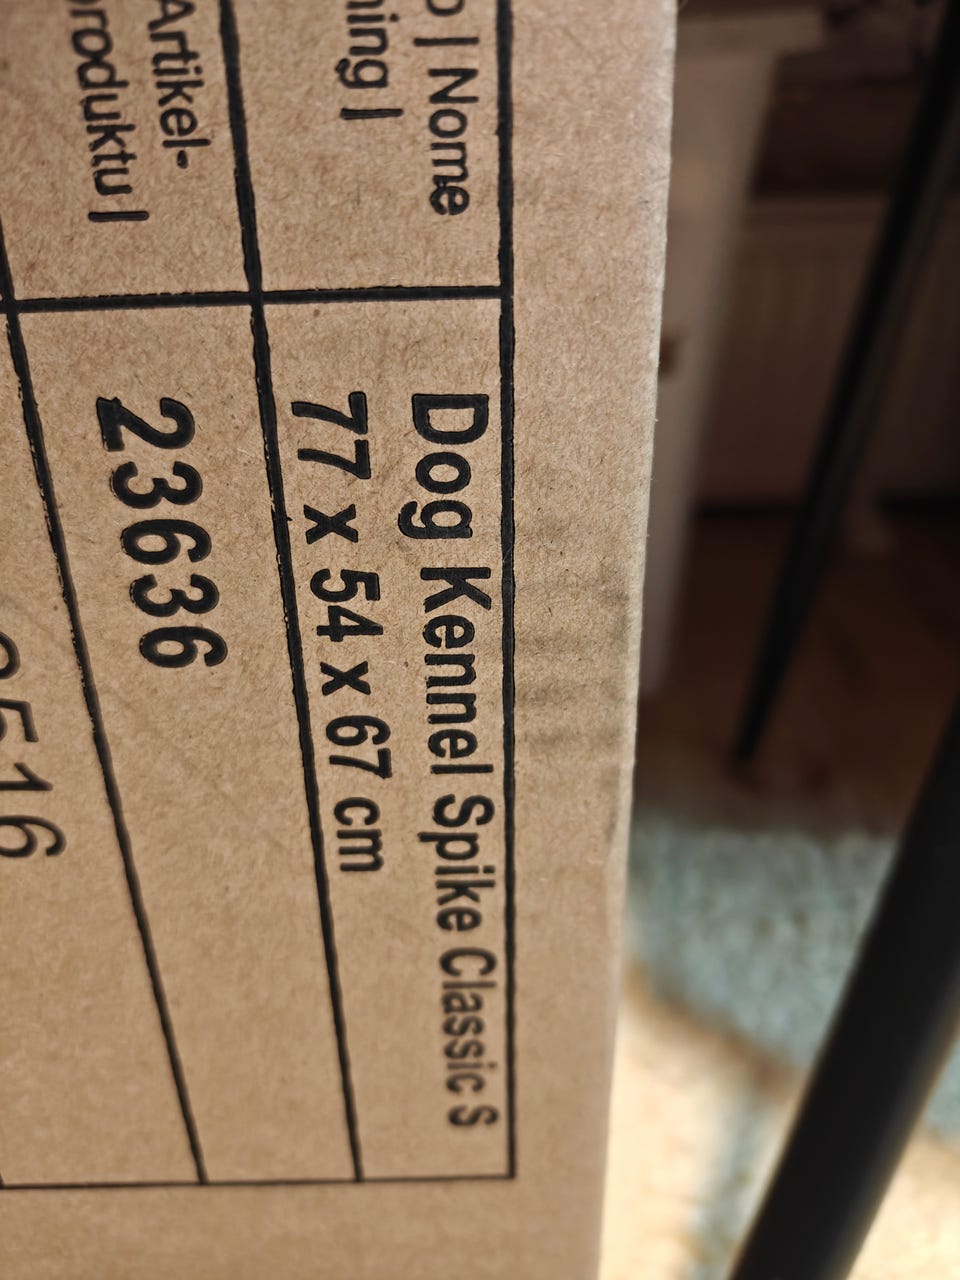 | Nome
ning |
Dog Kennel Spike Classic S
77 x 54 x 67 cm
Artikel-
produktu |
23636